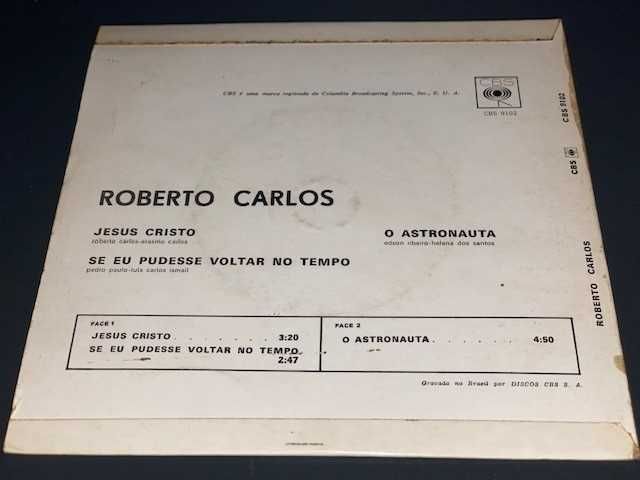 CBS é uma marca registrada da Columbia Broadcasting System, Inc., E. U. A.
CBS
CBS 9102
CBS 9102
CBS
ROBERTO CARLOS
ROBERTO CARLOS
JESUS CRISTO
roberto carlos-erasmo carlos
O ASTRONAUTA
edson ribeiro-helena dos santos
SE EU PUDESSE VOLTAR NO TEMPO
pedro paulo-luis carlos ismail
FACE 1
JESUS CRISTO . . . . . . . 3:20
SE EU PUDESSE VOLTAR NO TEMPO
2:47
FACE 2
O ASTRONAUTA . . . . . . . 4:50
Gravado no Brasil por DISCOS CBS S. A.